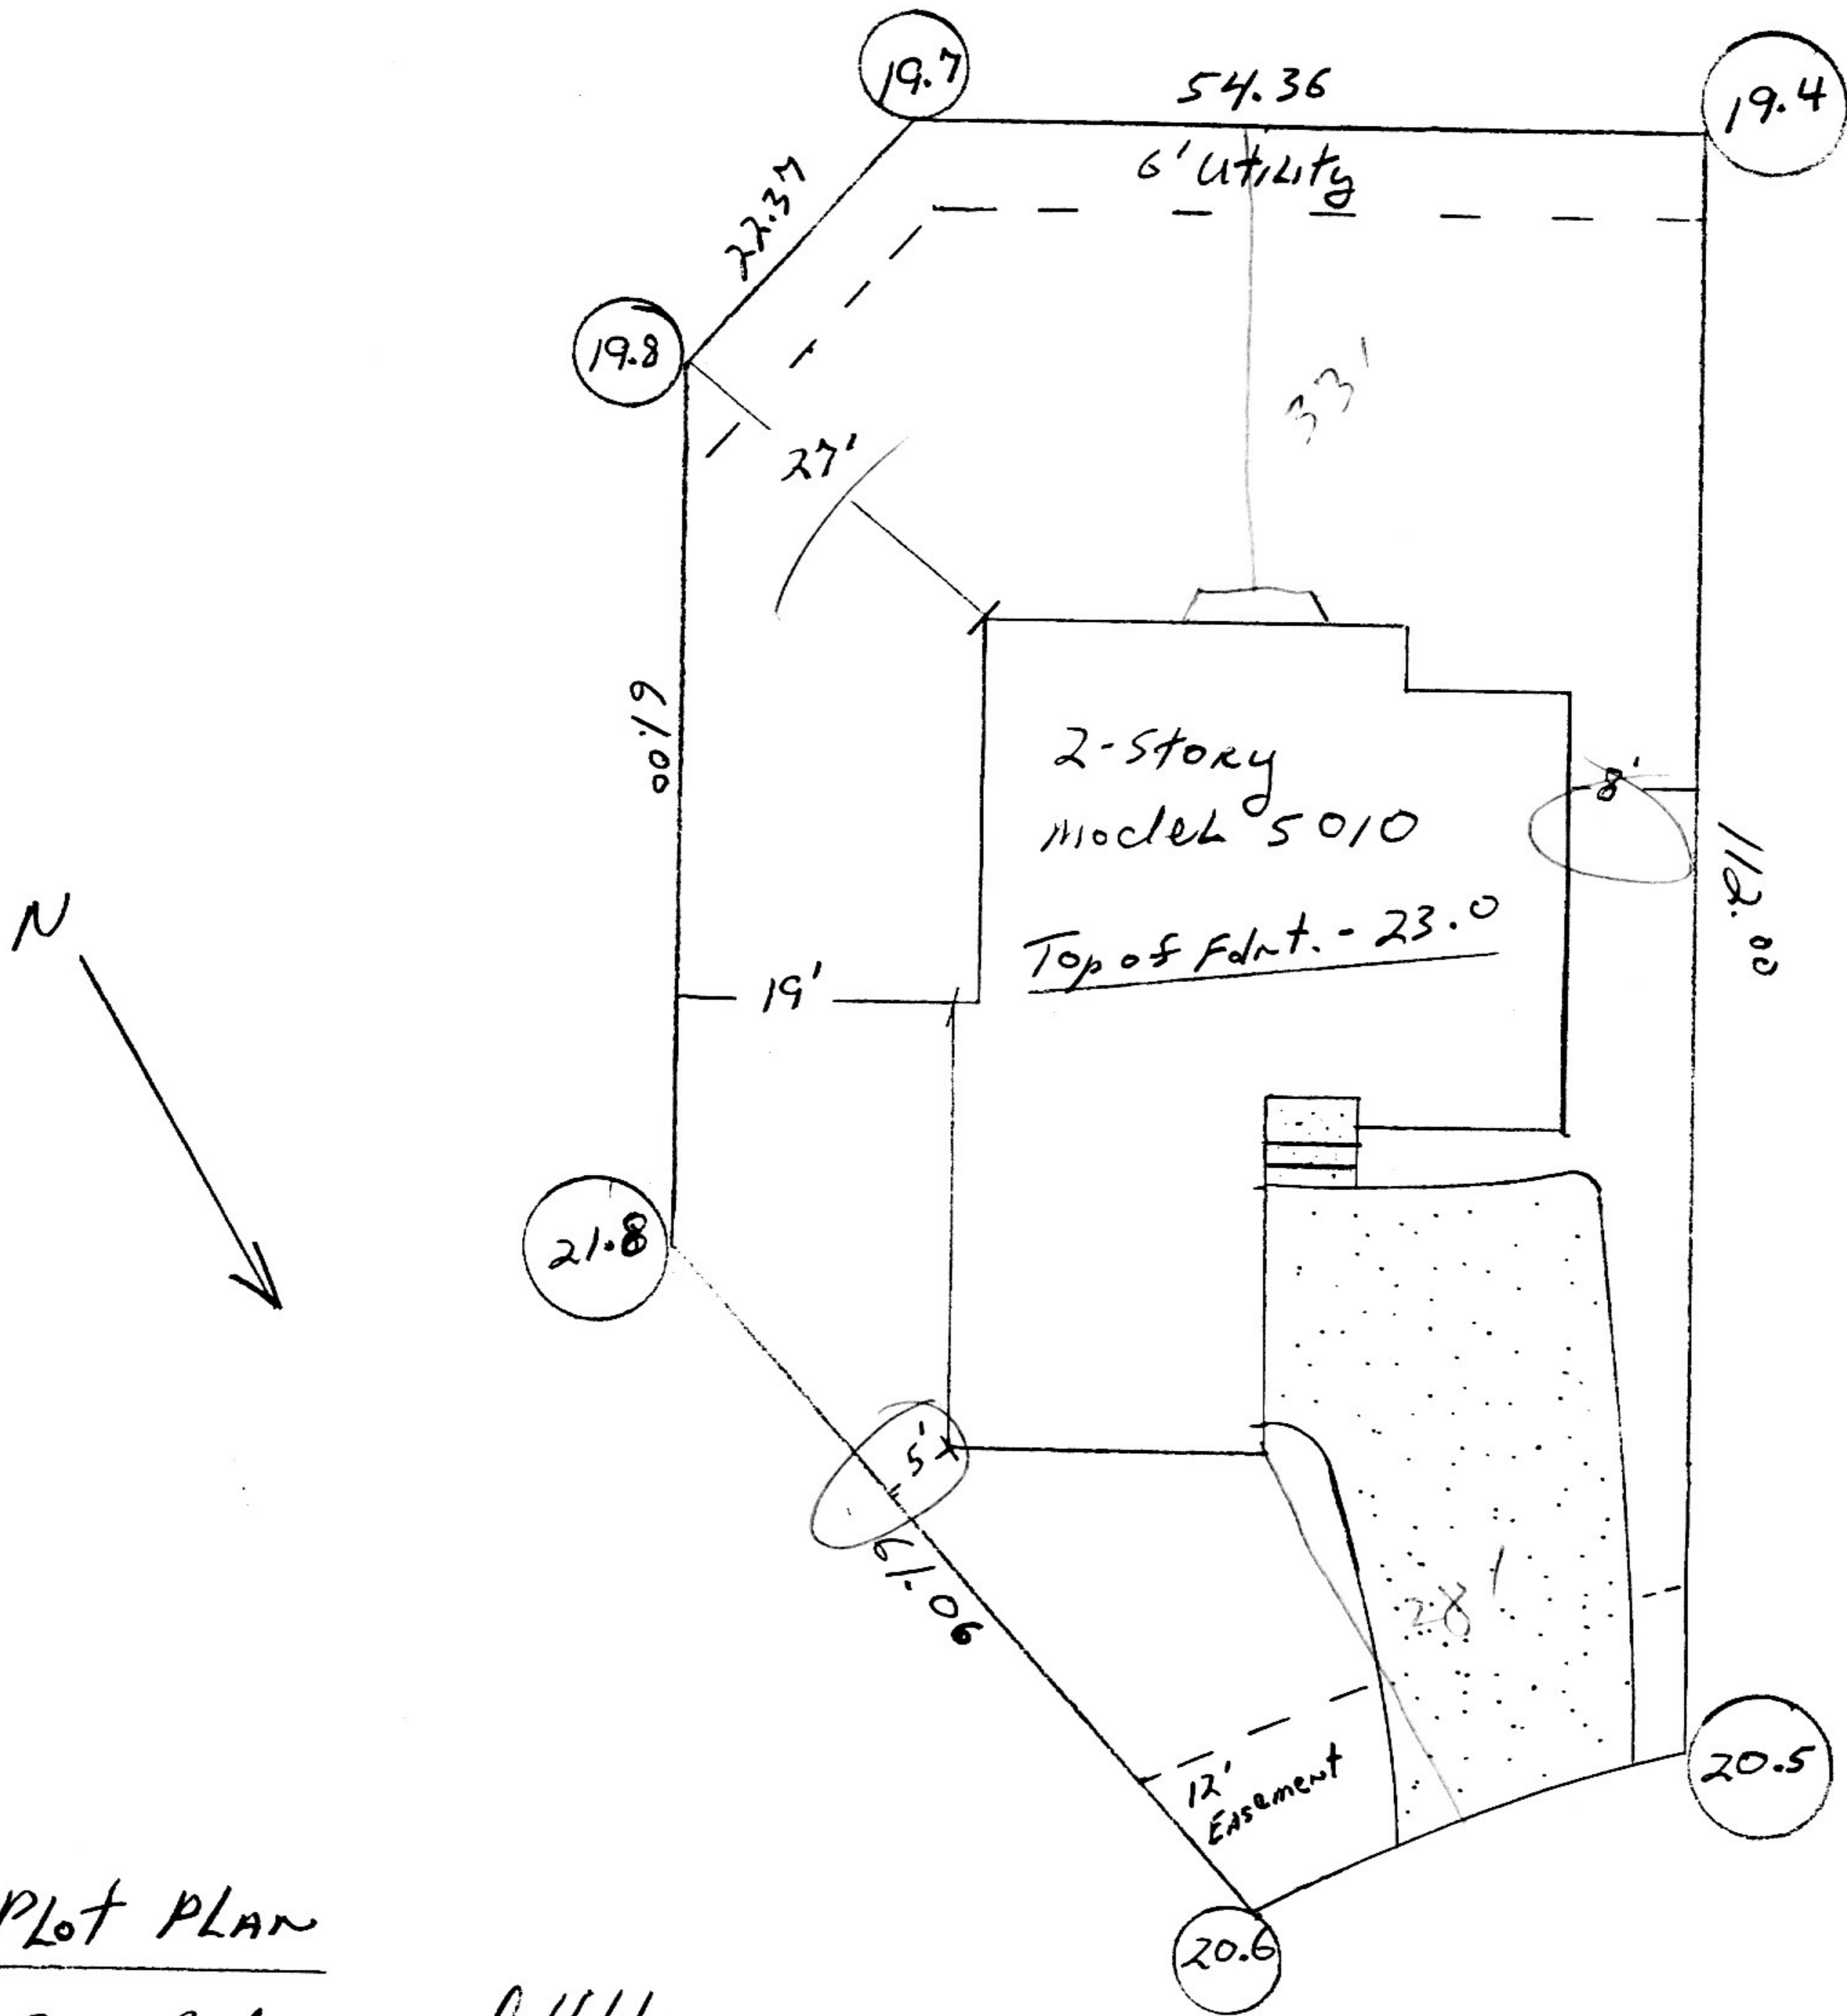 19.7
54.36
19.4
6' Utility
22.37
19.8
33'
27'
61.00
2-Story
Model 5010
8'
112.00
Top of Fdnt. - 23.0
N
19'
21.8
5'
61.06
28'
12'
Easement
20.5
20.6
PLOT PLAN